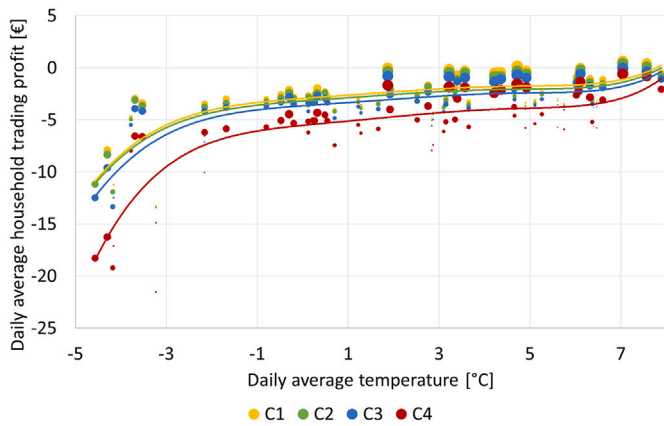 Daily average household trading profit [€]
5
0
-5
-10
-15
-20
-25
-5
-3
-1
1
3
5
7
Daily average temperature [°C]
C1
C2
C3
C4